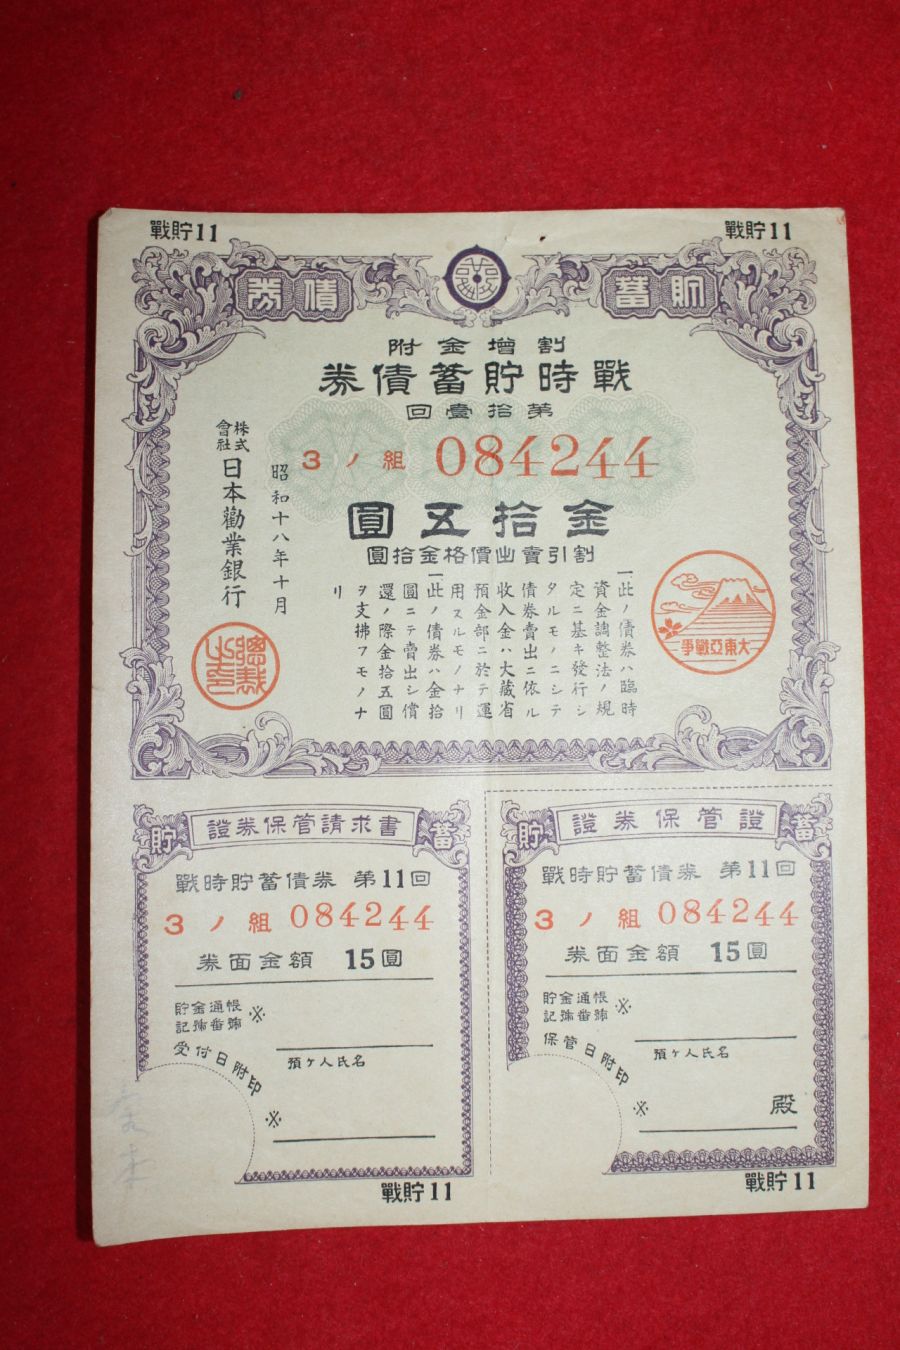 戰貯11
戰貯11
貯蓄
債券
割增金附
戰時貯蓄債券
第拾壹回
3ノ組 084244
金拾五圓
割引賣出價格金拾圓
一此ノ債券ハ臨時
資金調整法ノ規
定ニ基キ發行シ
タルモノニシテ
債券賣出ニ依ル
收入金ハ大藏省
預金部ニ於テ運
用スルモノナリ
一此ノ債券ハ金拾
圓ニテ賣出シ償
還ノ際金拾五圓
ヲ支拂フモノナ
リ
昭和十八年十月
株式會社日本勸業銀行
總裁之印
大東亞戰爭
貯蓄
證券保管請求書
戰時貯蓄債券 第11回
3ノ組 084244
券面金額 15圓
貯金通帳
記號番號
※
預ケ人氏名
受付日附印
※
戰貯11
貯蓄
證券保管證
戰時貯蓄債券 第11回
3ノ組 084244
券面金額 15圓
貯金通帳
記號番號
※
預ケ人氏名
保管日附印
※
殿
戰貯11